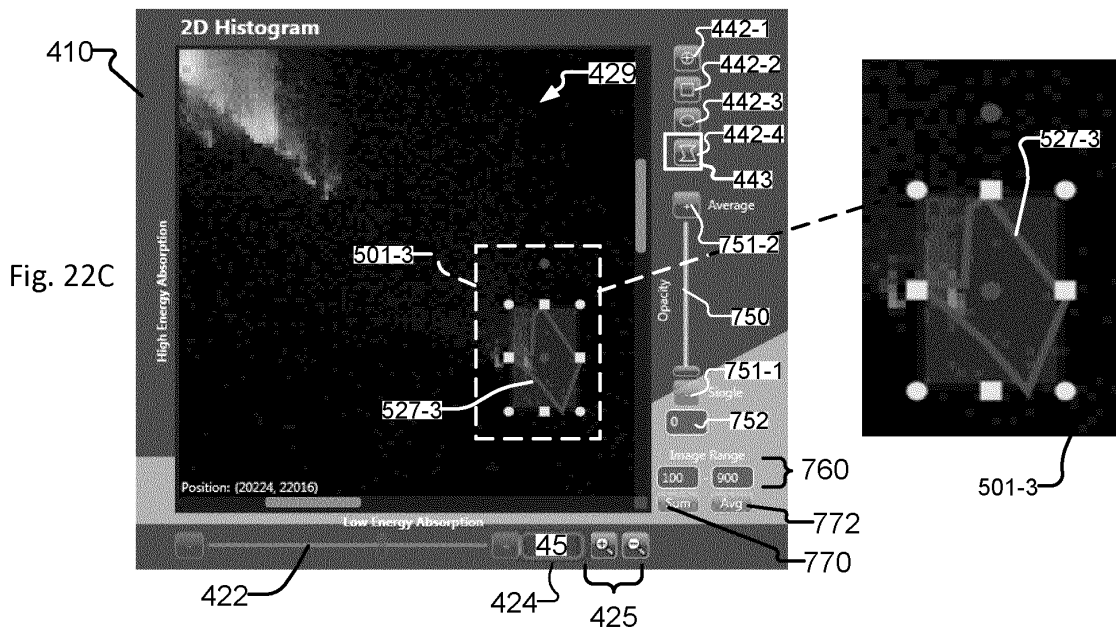 2D Histogram
410
429
442-1
442-2
442-3
442-4
443
Average
751-2
High Energy Absorption
501-3
Opacity
750
527-3
751-1
Single
0
752
Image Range
100 - 900
760
Position: (20224, 22016)
Sum
Avg
772
770
Low Energy Absorption
45
422
424
425
Fig. 22C
527-3
501-3